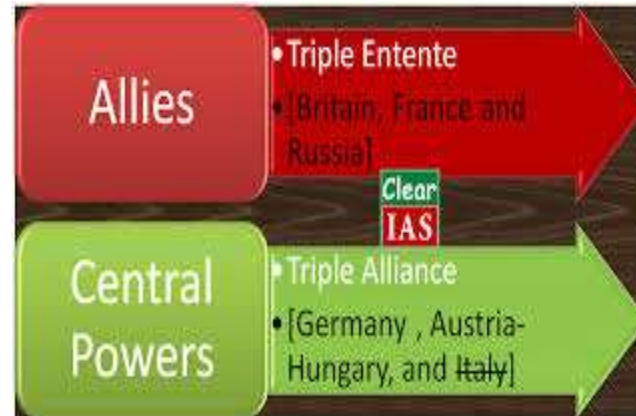 Allies
• Triple Entente
• [Britain, France and
Russia]
Clear
IAS
Central
Powers
• Triple Alliance
• [Germany , Austria-
Hungary, and Italy]